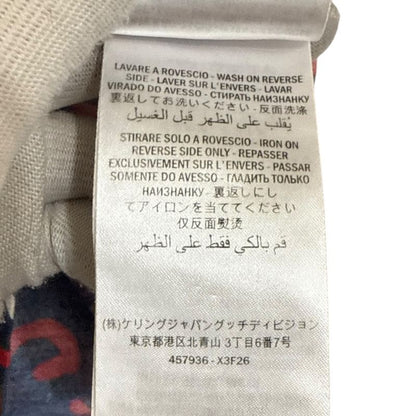 LAVARE A ROVESCIO - WASH ON REVERSE
SIDE - LAVER SUR L'ENVERS - LAVAR
VIRADO DO AVESSO - СТИРАТЬ НАИЗНАНКУ
裏返してお洗いください - 反面洗涤
يُقلب على الظهر قبل الغسيل
STIRARE SOLO A ROVESCIO - IRON ON
REVERSE SIDE ONLY - REPASSER
EXCLUSIVEMENT SUR L'ENVERS - PASSAR
SOMENTE DO AVESSO - ГЛАДИТЬ ТОЛЬКО
НАИЗНАНКУ - 裏返しにし
てアイロンを当ててください
仅反面熨烫
قم بالكي فقط على الظهر
(株)ケリングジャパングッチディビジョン
東京都港区北青山 3丁目6番7号
457936 - X3F26